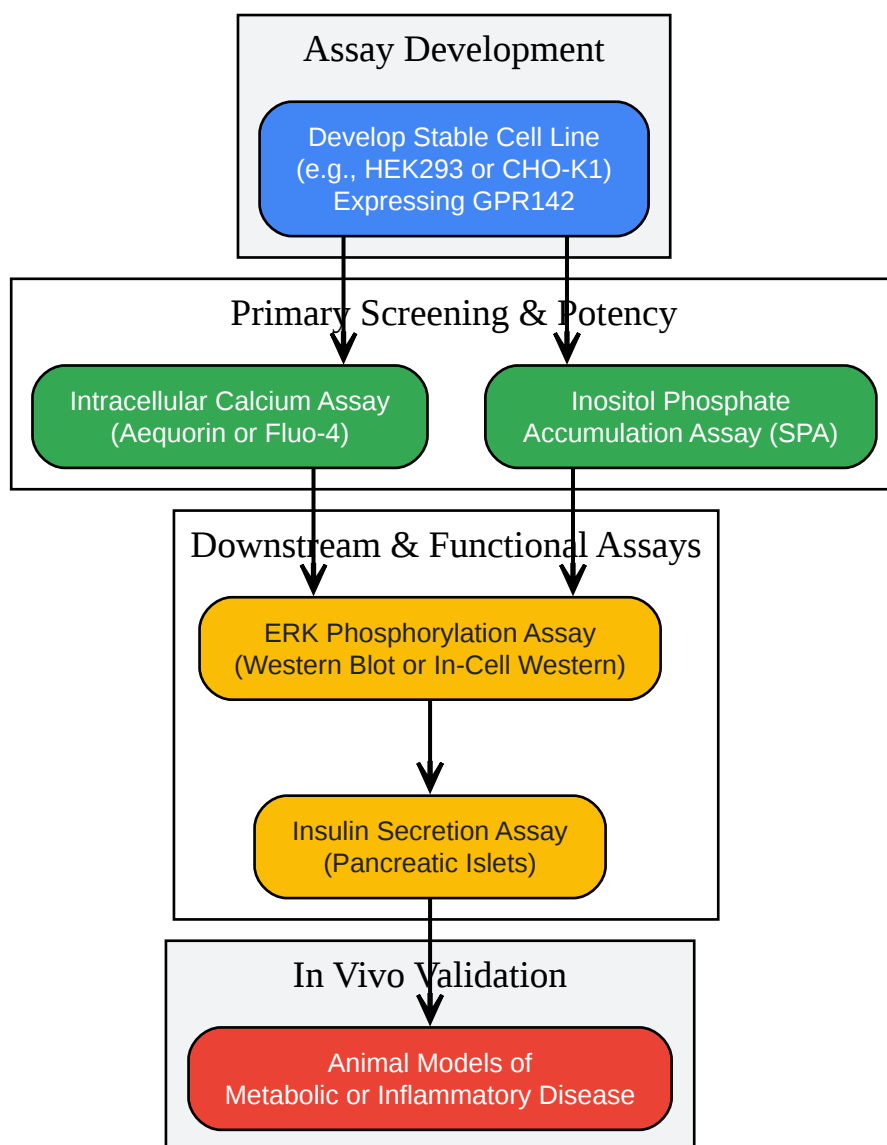 Assay Development
Develop Stable Cell Line
(e.g., HEK293 or CHO-K1)
Expressing GPR142
Primary Screening & Potency
Intracellular Calcium Assay
(Aequorin or Fluo-4)
Inositol Phosphate
Accumulation Assay (SPA)
Downstream & Functional Assays
ERK Phosphorylation Assay
(Western Blot or In-Cell Western)
Insulin Secretion Assay
(Pancreatic Islets)
In Vivo Validation
Animal Models of
Metabolic or Inflammatory Disease